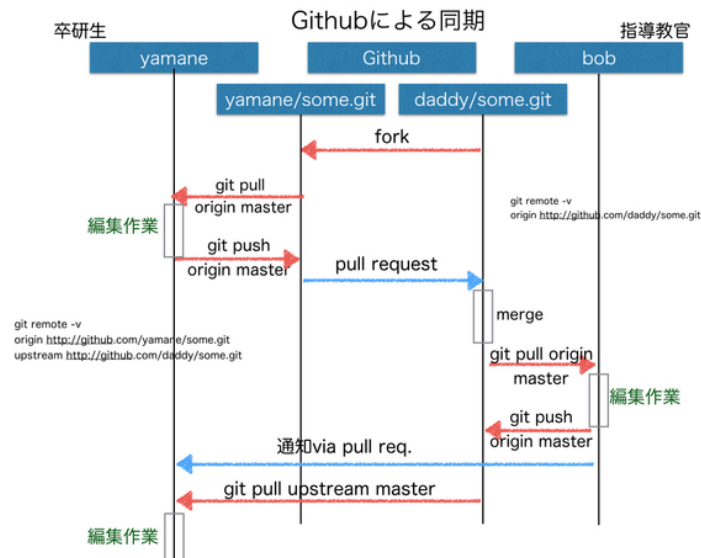 Githubによる同期
卒研生
指導教官
yamane
Github
bob
yamane/some.git
daddy/some.git
fork
git pull
origin master
git remote -v
origin http://github.com/daddy/some.git
編集作業
git push
origin master
pull request
merge
git remote -v
origin http://github.com/yamane/some.git
upstream http://github.com/daddy/some.git
git pull origin
master
編集作業
git push
origin master
通知via pull req.
git pull upstream master
編集作業